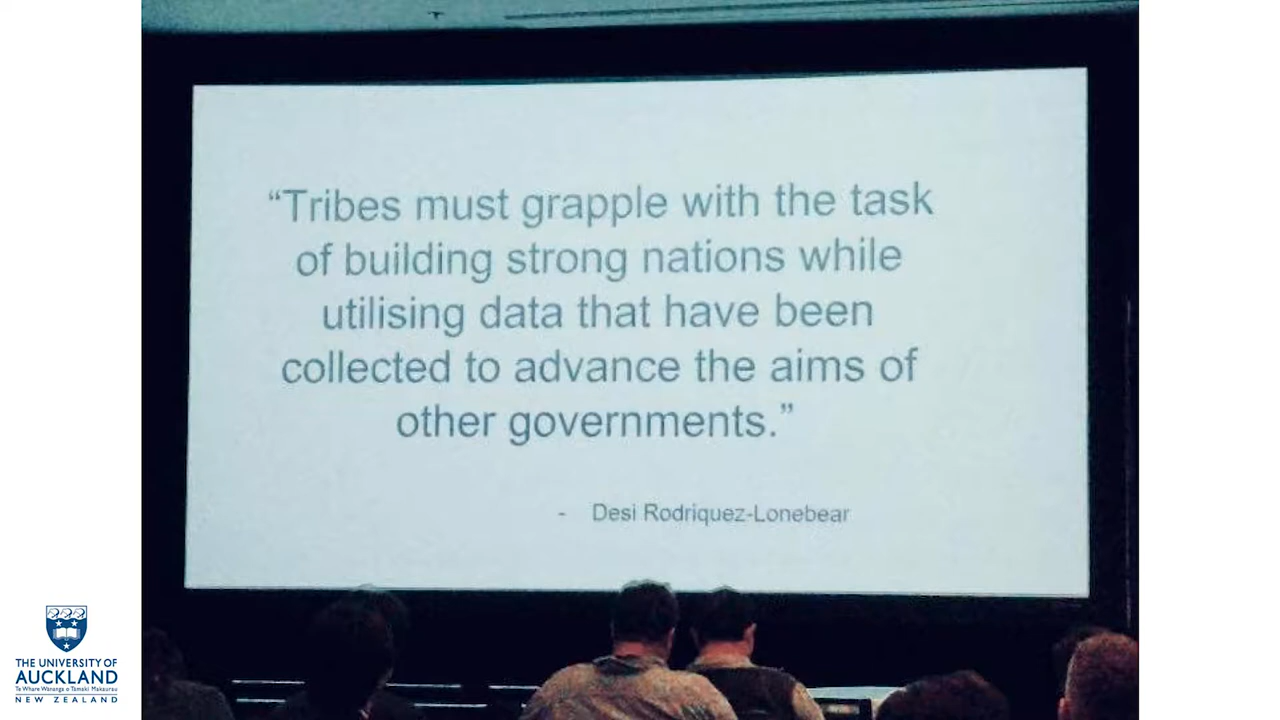 “Tribes must grapple with the task
of building strong nations while
utilising data that have been
collected to advance the aims of
other governments.”
- Desi Rodriquez-Lonebear
THE UNIVERSITY OF
AUCKLAND
Te Whare Wānanga o Tāmaki Makaurau
NEW ZEALAND